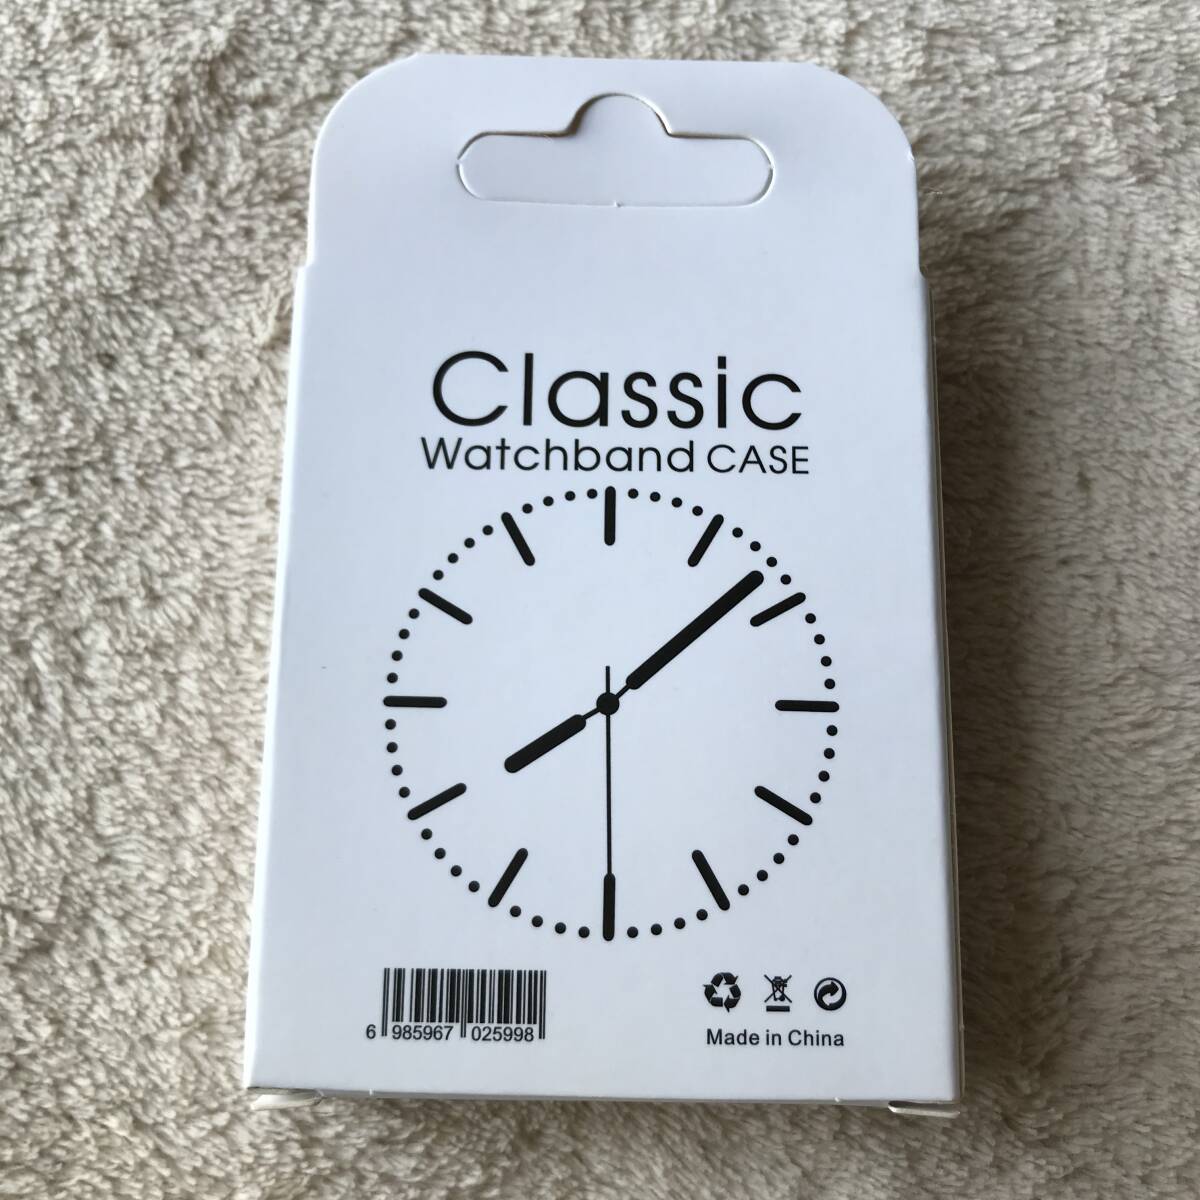 Classic
Watchband CASE
6 985967 025998
Made in China